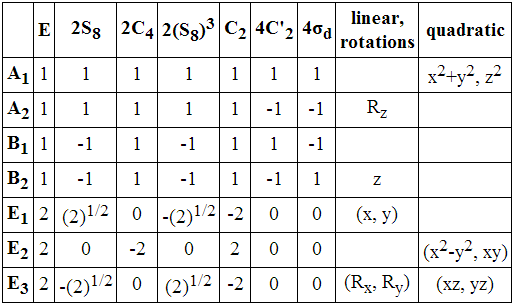 E 2S₈ 2C₄ 2(S₈)³ C₂ 4C'₂ 4σd linear, rotations quadratic
A₁ 1 1 1 1 1 1 1 x²+y², z²
A₂ 1 1 1 1 1 -1 -1 Rz
B₁ 1 -1 1 -1 1 1 -1
B₂ 1 -1 1 -1 1 -1 1 z
E₁ 2 (2)¹/² 0 -(2)¹/² -2 0 0 (x, y)
E₂ 2 0 -2 0 2 0 0 (x²-y², xy)
E₃ 2 -(2)¹/² 0 (2)¹/² -2 0 0 (Rx, Ry) (xz, yz)